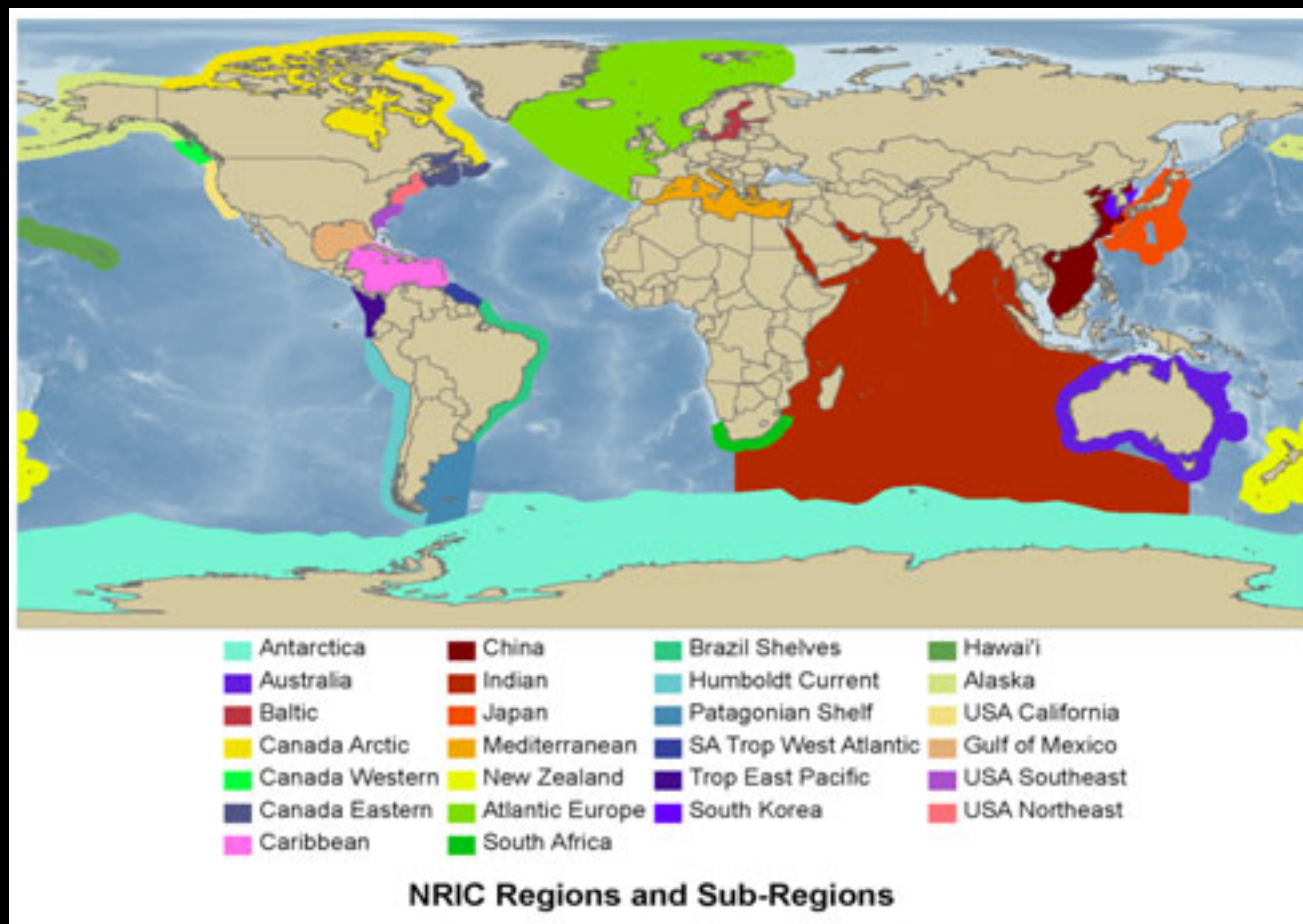 Antarctica China Brazil Shelves Hawai'i
Australia Indian Humboldt Current Alaska
Baltic Japan Patagonian Shelf USA California
Canada Arctic Mediterranean SA Trop West Atlantic Gulf of Mexico
Canada Western New Zealand Trop East Pacific USA Southeast
Canada Eastern Atlantic Europe South Korea USA Northeast
Caribbean South Africa
NRIC Regions and Sub-Regions